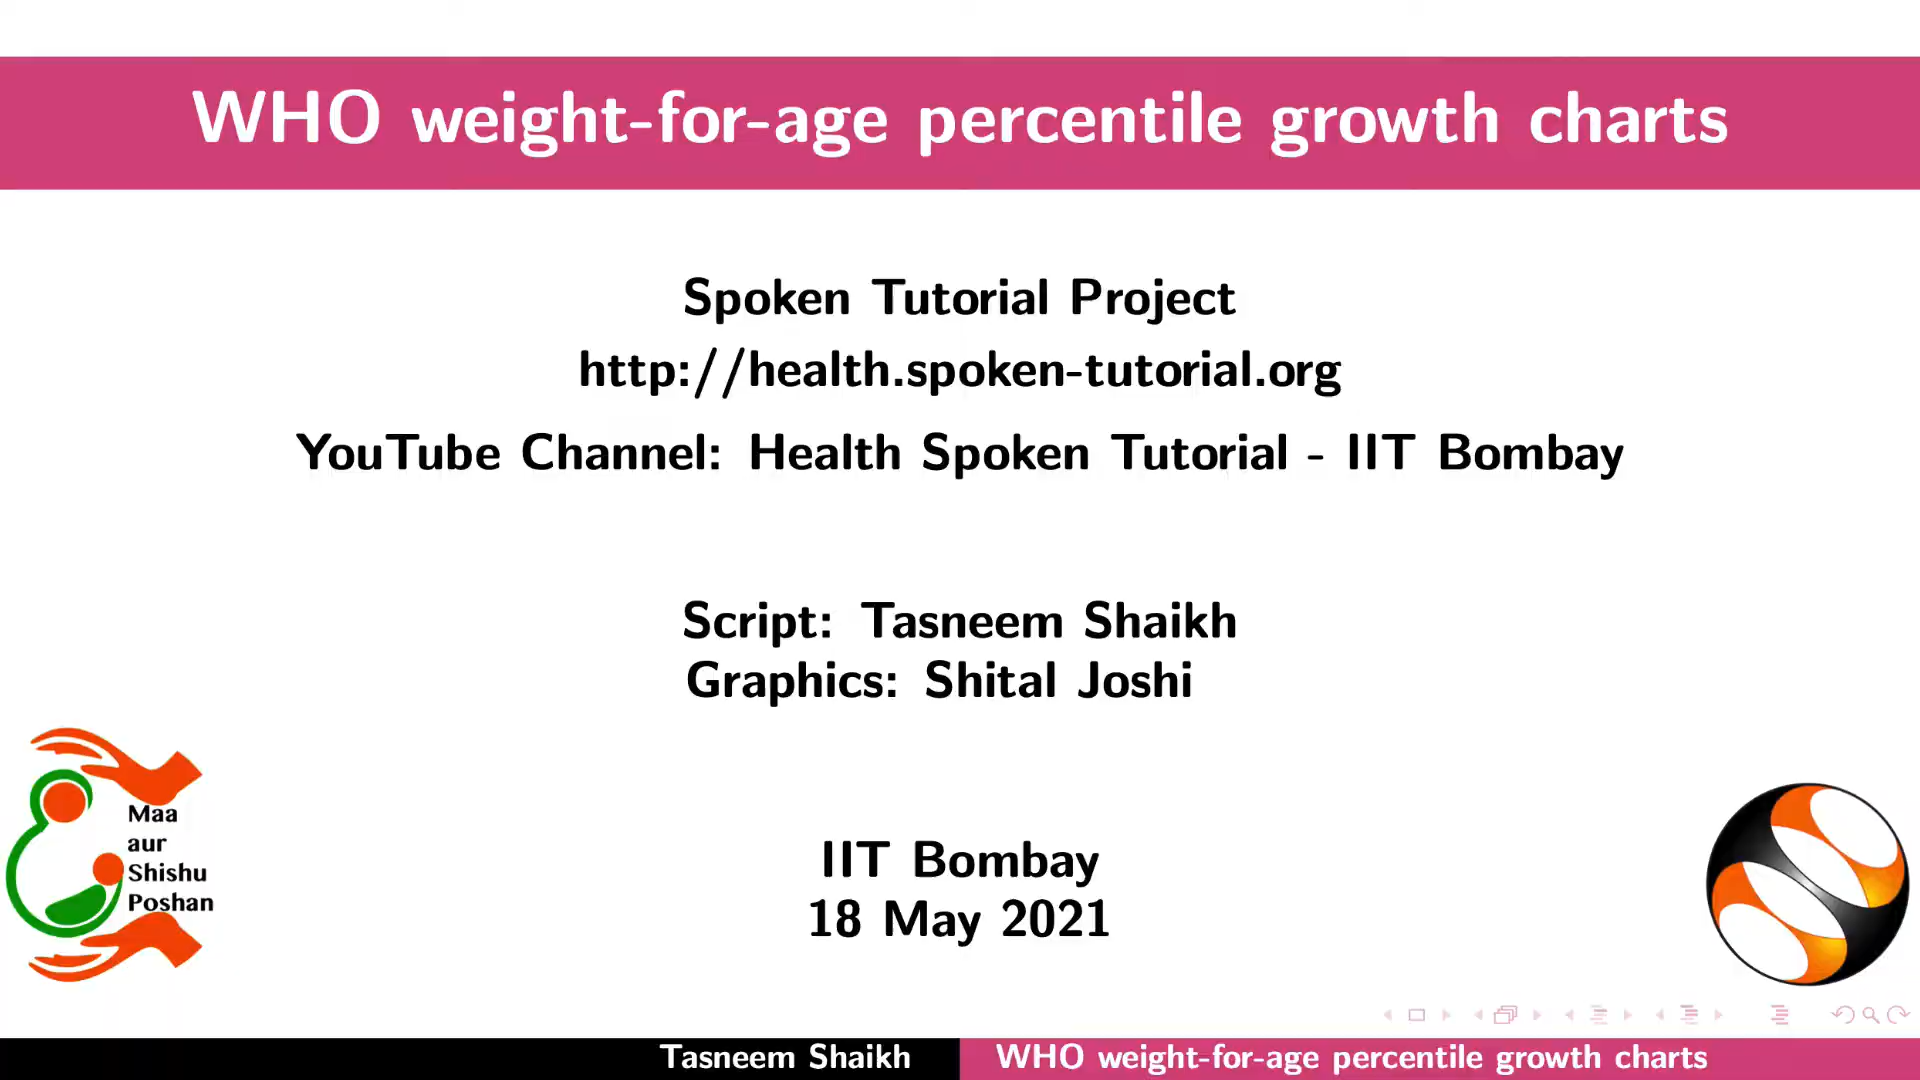 WHO weight-for-age percentile growth charts
Spoken Tutorial Project
http://health.spoken-tutorial.org
YouTube Channel: Health Spoken Tutorial - IIT Bombay
Script: Tasneem Shaikh
Graphics: Shital Joshi
Maa
aur
Shishu
Poshan
IIT Bombay
18 May 2021
Tasneem Shaikh
WHO weight-for-age percentile growth charts